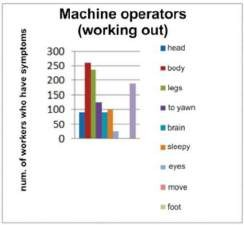 Machine operators
(working out)
num. of workers who have symptoms
300
250
200
150
100
50
0
head
body
legs
to yawn
brain
sleepy
eyes
move
foot